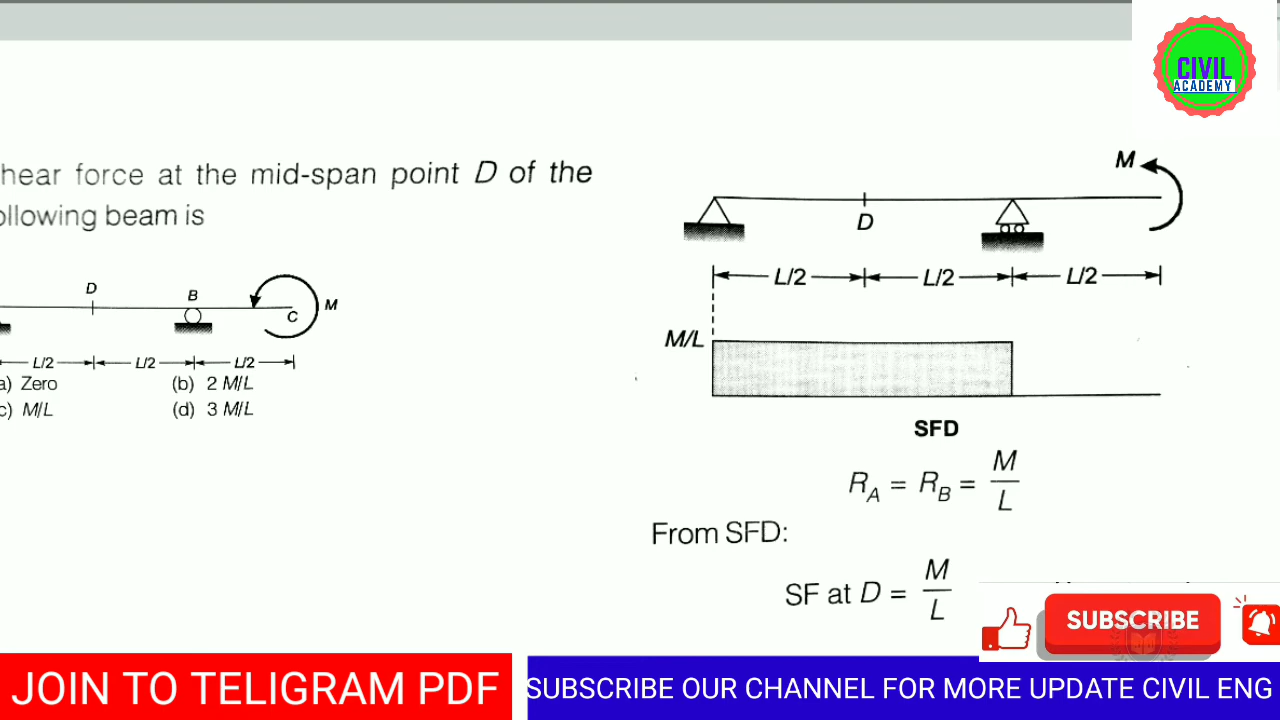 CIVIL
ACADEMY
hear force at the mid-span point D of the
ollowing beam is
D
B
C
M
L/2
L/2
L/2
a) Zero
(b) 2 M/L
c) M/L
(d) 3 M/L
M
D
L/2
L/2
L/2
M/L
SFD
R_A = R_B = M/L
From SFD:
SF at D = M/L
SUBSCRIBE
JOIN TO TELIGRAM PDF
SUBSCRIBE OUR CHANNEL FOR MORE UPDATE CIVIL ENG